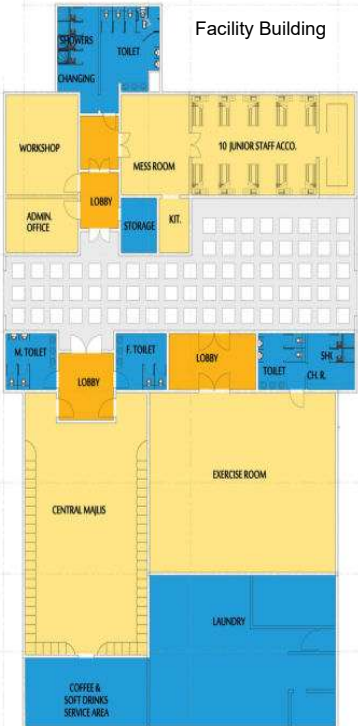 Facility Building
SHOWERS
TOILET
CHANGING
WORKSHOP
MESS ROOM
10 JUNIOR STAFF ACCO.
LOBBY
ADMIN.
OFFICE
STORAGE
KIT.
M. TOILET
F. TOILET
LOBBY
LOBBY
TOILET
CH. R.
EXERCISE ROOM
CENTRAL MAJLIS
LAUNDRY
COFFEE &
SOFT DRINKS
SERVICE AREA